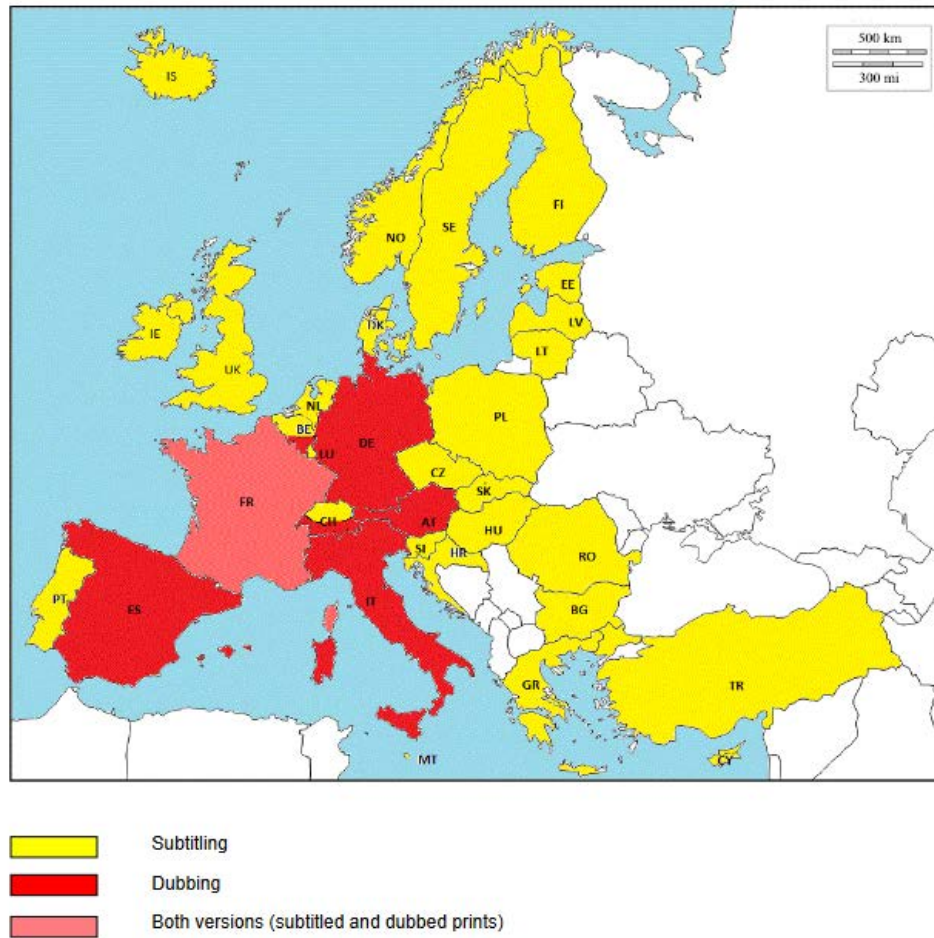 500 km
300 mi
IS
FI
SE
NO
EE
LV
DK
LT
IE
UK
NL
PL
BE
DE
LU
CZ
SK
FR
CH
AT
HU
SI
HR
RO
PT
ES
IT
BG
GR
TR
MT
CY
Subtitling
Dubbing
Both versions (subtitled and dubbed prints)